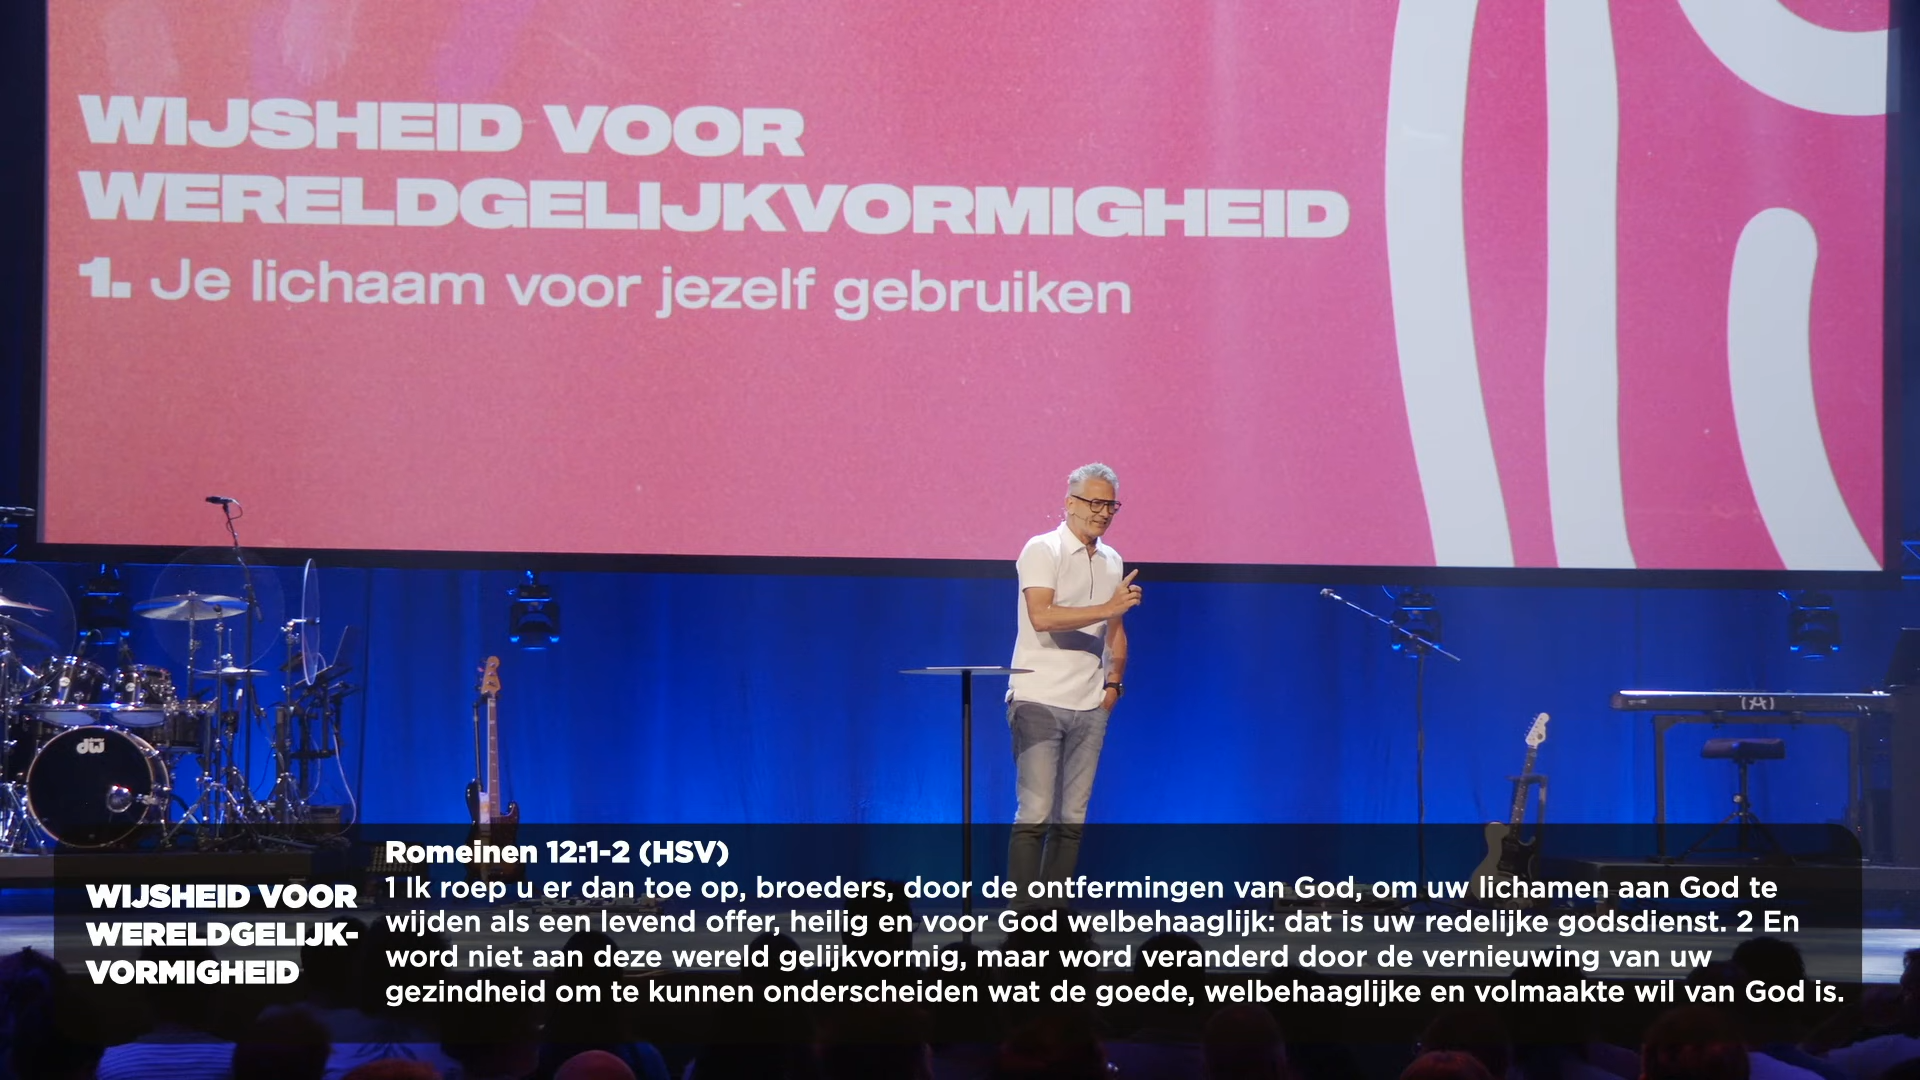 WIJSHEID VOOR
WERELDGELIJKVORMIGHEID
1. Je lichaam voor jezelf gebruiken
dw
(A)
WIJSHEID VOOR
WERELDGELIJK-
VORMIGHEID
Romeinen 12:1-2 (HSV)
1 Ik roep u er dan toe op, broeders, door de ontfermingen van God, om uw lichamen aan God te
wijden als een levend offer, heilig en voor God welbehaaglijk: dat is uw redelijke godsdienst. 2 En
word niet aan deze wereld gelijkvormig, maar word veranderd door de vernieuwing van uw
gezindheid om te kunnen onderscheiden wat de goede, welbehaaglijke en volmaakte wil van God is.